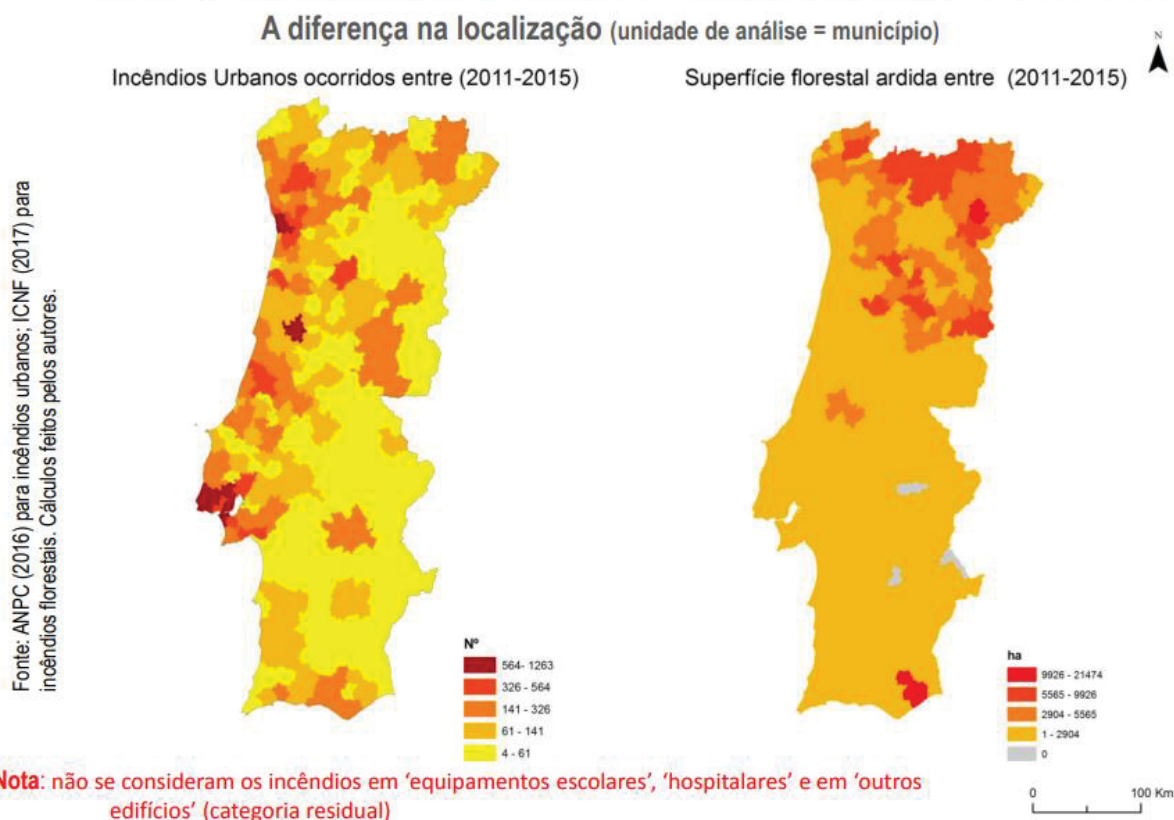 A diferença na localização (unidade de análise = município)
N
Incêndios Urbanos ocorridos entre (2011-2015)
Superfície florestal ardida entre (2011-2015)
Fonte: ANPC (2016) para incêndios urbanos; ICNF (2017) para
incêndios florestais. Cálculos feitos pelos autores.
Nº
564- 1263
326 - 564
141 - 326
61 - 141
4 - 61
ha
9926 - 21474
5565 - 9926
2904 - 5565
1 - 2904
0
Nota: não se consideram os incêndios em ‘equipamentos escolares’, ‘hospitalares’ e em ‘outros
edifícios’ (categoria residual)
0 100 Km